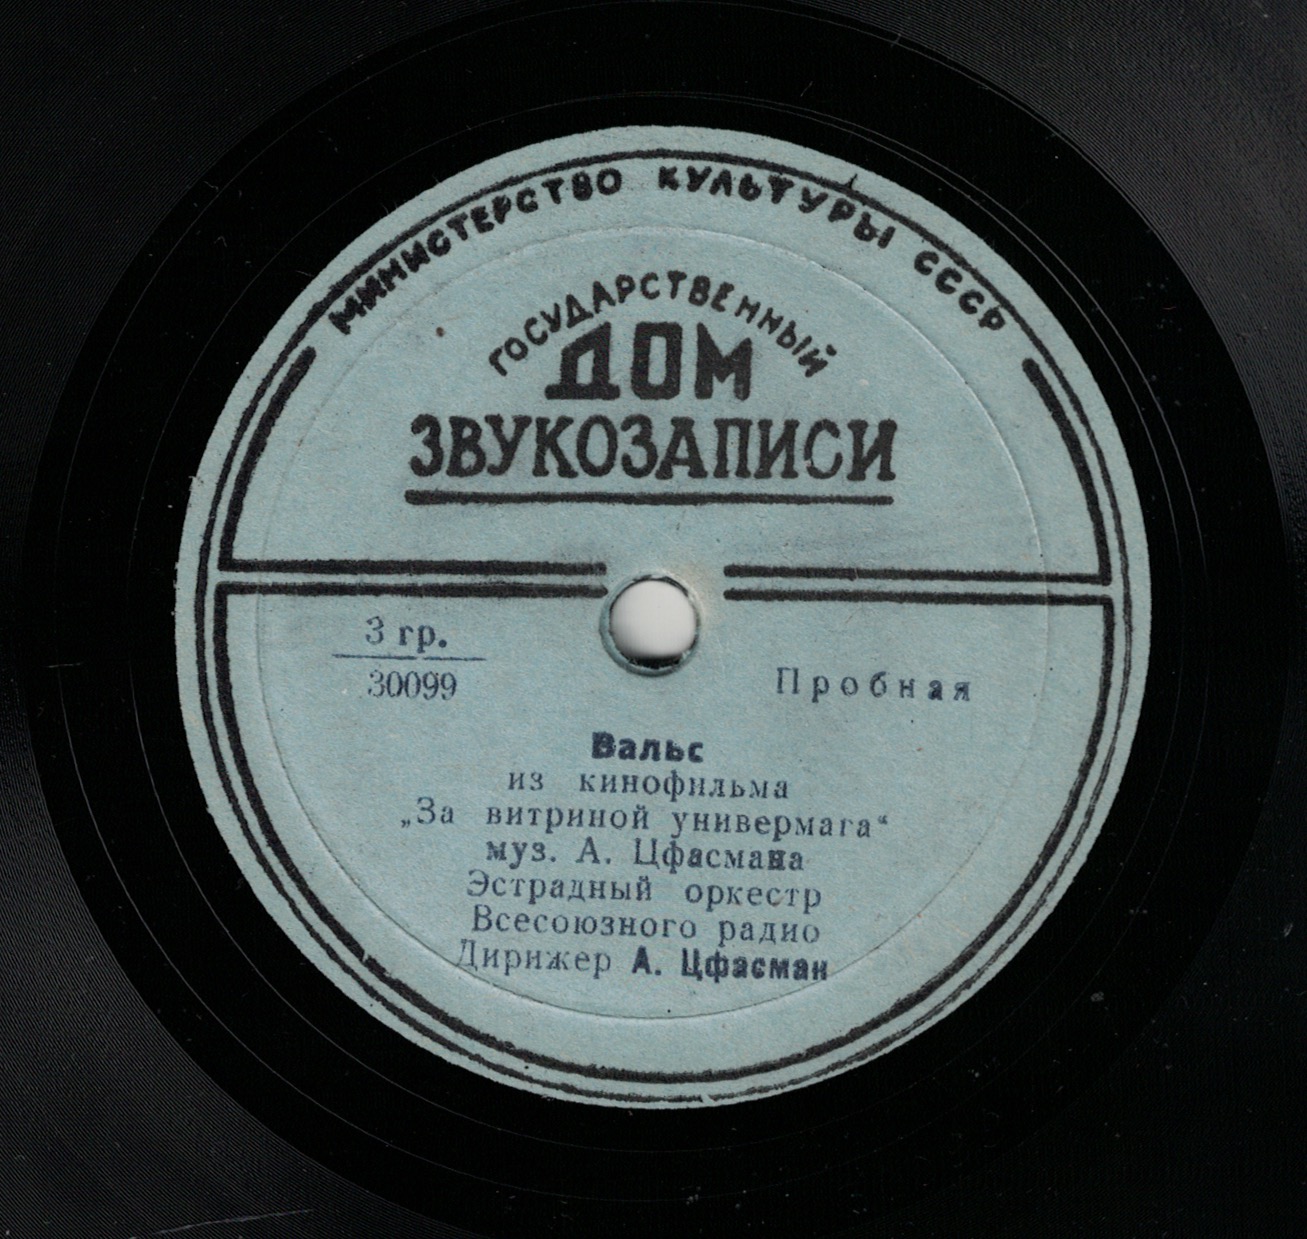 МИНИСТЕРСТВО КУЛЬТУРЫ СССР
ГОСУДАРСТВЕННЫЙ
ДОМ
ЗВУКОЗАПИСИ
3 гр.
30099
Пробная
Вальс
из кинофильма
„За витриной универмага“
муз. А. Цфасмана
Эстрадный оркестр
Всесоюзного радио
Дирижер А. Цфасман